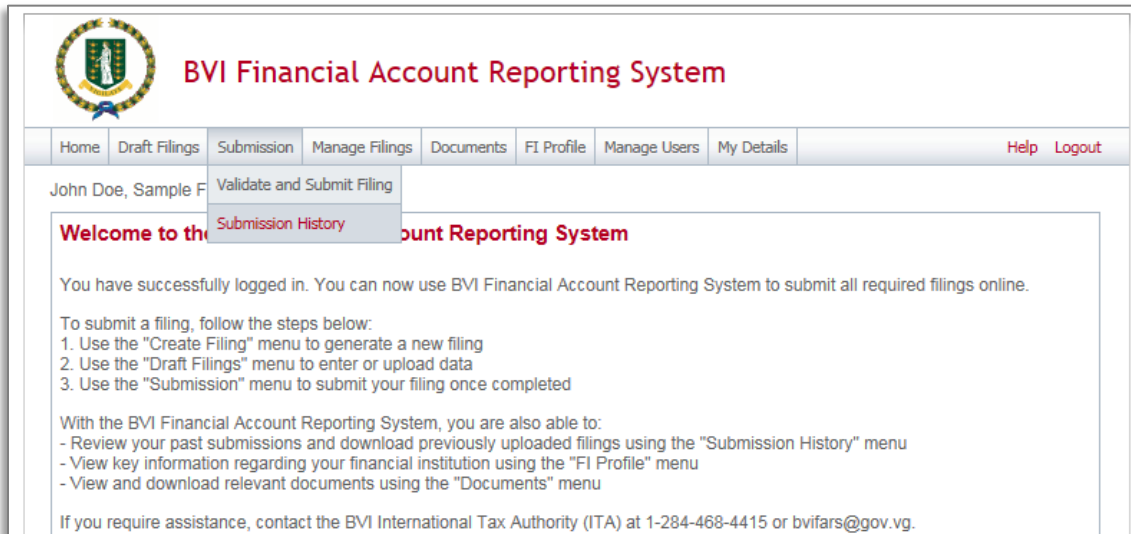 BVI Financial Account Reporting System
Home Draft Filings Submission Manage Filings Documents FI Profile Manage Users My Details Help Logout
John Doe, Sample F
Validate and Submit Filing
Submission History
Welcome to the ount Reporting System
You have successfully logged in. You can now use BVI Financial Account Reporting System to submit all required filings online.
To submit a filing, follow the steps below:
1. Use the "Create Filing" menu to generate a new filing
2. Use the "Draft Filings" menu to enter or upload data
3. Use the "Submission" menu to submit your filing once completed
With the BVI Financial Account Reporting System, you are also able to:
- Review your past submissions and download previously uploaded filings using the "Submission History" menu
- View key information regarding your financial institution using the "FI Profile" menu
- View and download relevant documents using the "Documents" menu
If you require assistance, contact the BVI International Tax Authority (ITA) at 1-284-468-4415 or bvifars@gov.vg.